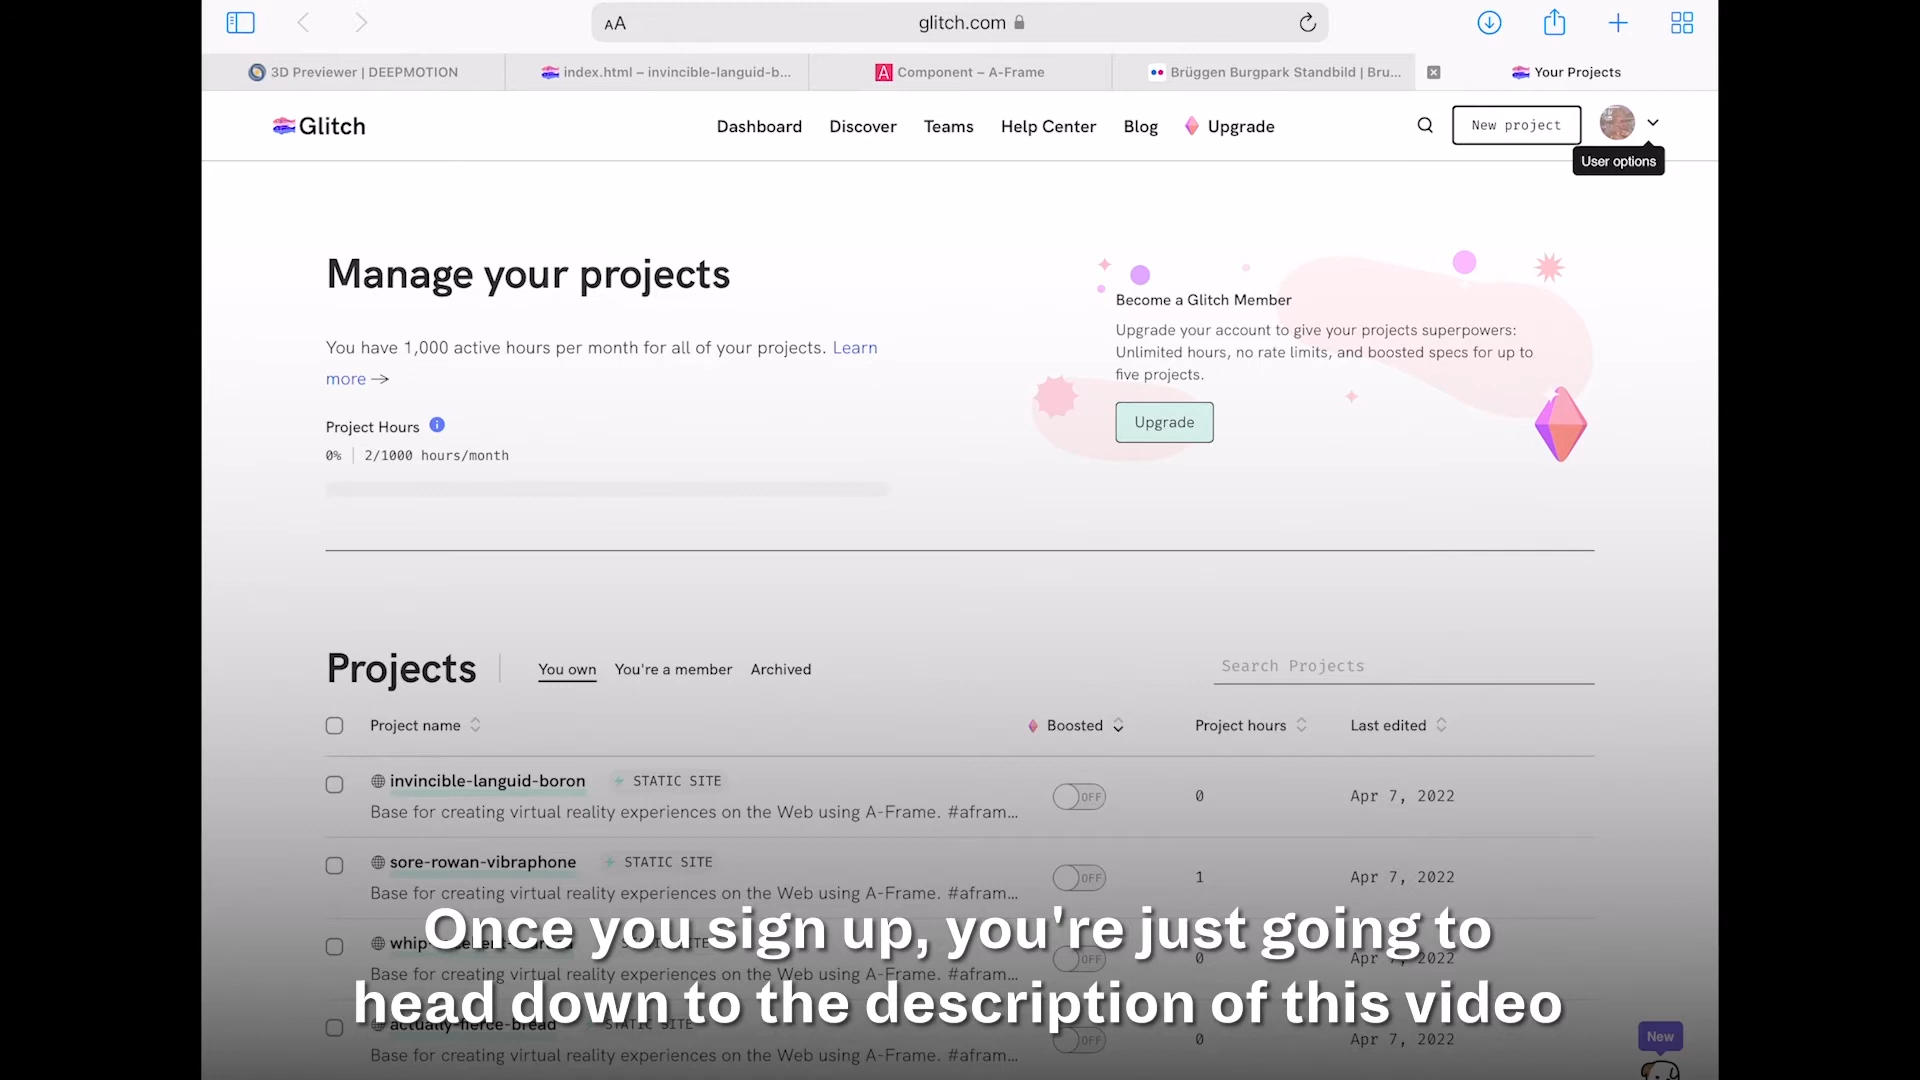 AA
glitch.com
3D Previewer | DEEPMOTION
index.html – invincible-languid-b...
A Component – A-Frame
Brüggen Burgpark Standbild | Bru...
Your Projects
Glitch
Dashboard Discover Teams Help Center Blog Upgrade
New project
User options
Manage your projects
You have 1,000 active hours per month for all of your projects. Learn
more →
Project Hours i
0% | 2/1000 hours/month
Become a Glitch Member
Upgrade your account to give your projects superpowers:
Unlimited hours, no rate limits, and boosted specs for up to
five projects.
Upgrade
Projects You own You're a member Archived
Search Projects
Project name Boosted Project hours Last edited
invincible-languid-boron STATIC SITE
Base for creating virtual reality experiences on the Web using A-Frame. #afram...
OFF 0 Apr 7, 2022
sore-rowan-vibraphone STATIC SITE
Base for creating virtual reality experiences on the Web using A-Frame. #afram...
OFF 1 Apr 7, 2022
Once you sign up, you're just going to
Base for creating virtual reality experiences on the Web using A-Frame. #afram...
OFF 0 Apr 7, 2022
head down to the description of this video
actually-fierce-bread STATIC SITE
Base for creating virtual reality experiences on the Web using A-Frame. #afram...
OFF 0 Apr 7, 2022
New